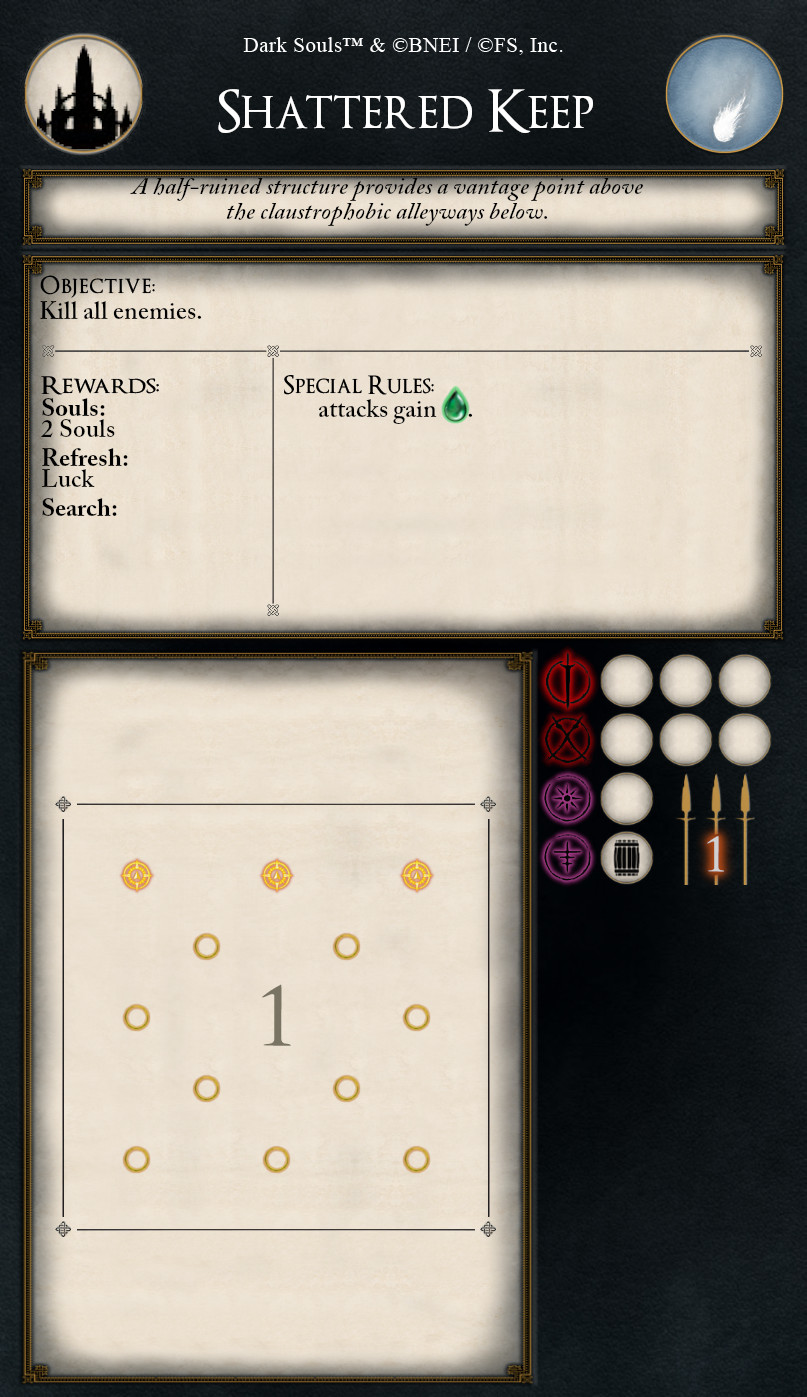 Dark Souls™ & ©BNEI / ©FS, Inc.
Shattered Keep
A half-ruined structure provides a vantage point above
the claustrophobic alleyways below.
Objective:
Kill all enemies.
Rewards:
Souls:
2 Souls
Refresh:
Luck
Search:
Special Rules:
attacks gain .
1
1